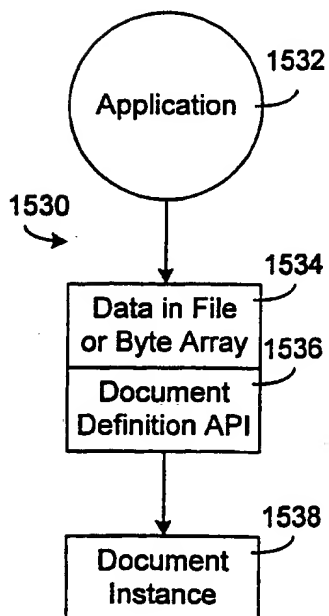 1532
Application
1530
1534
Data in File
or Byte Array
1536
Document
Definition API
1538
Document
Instance